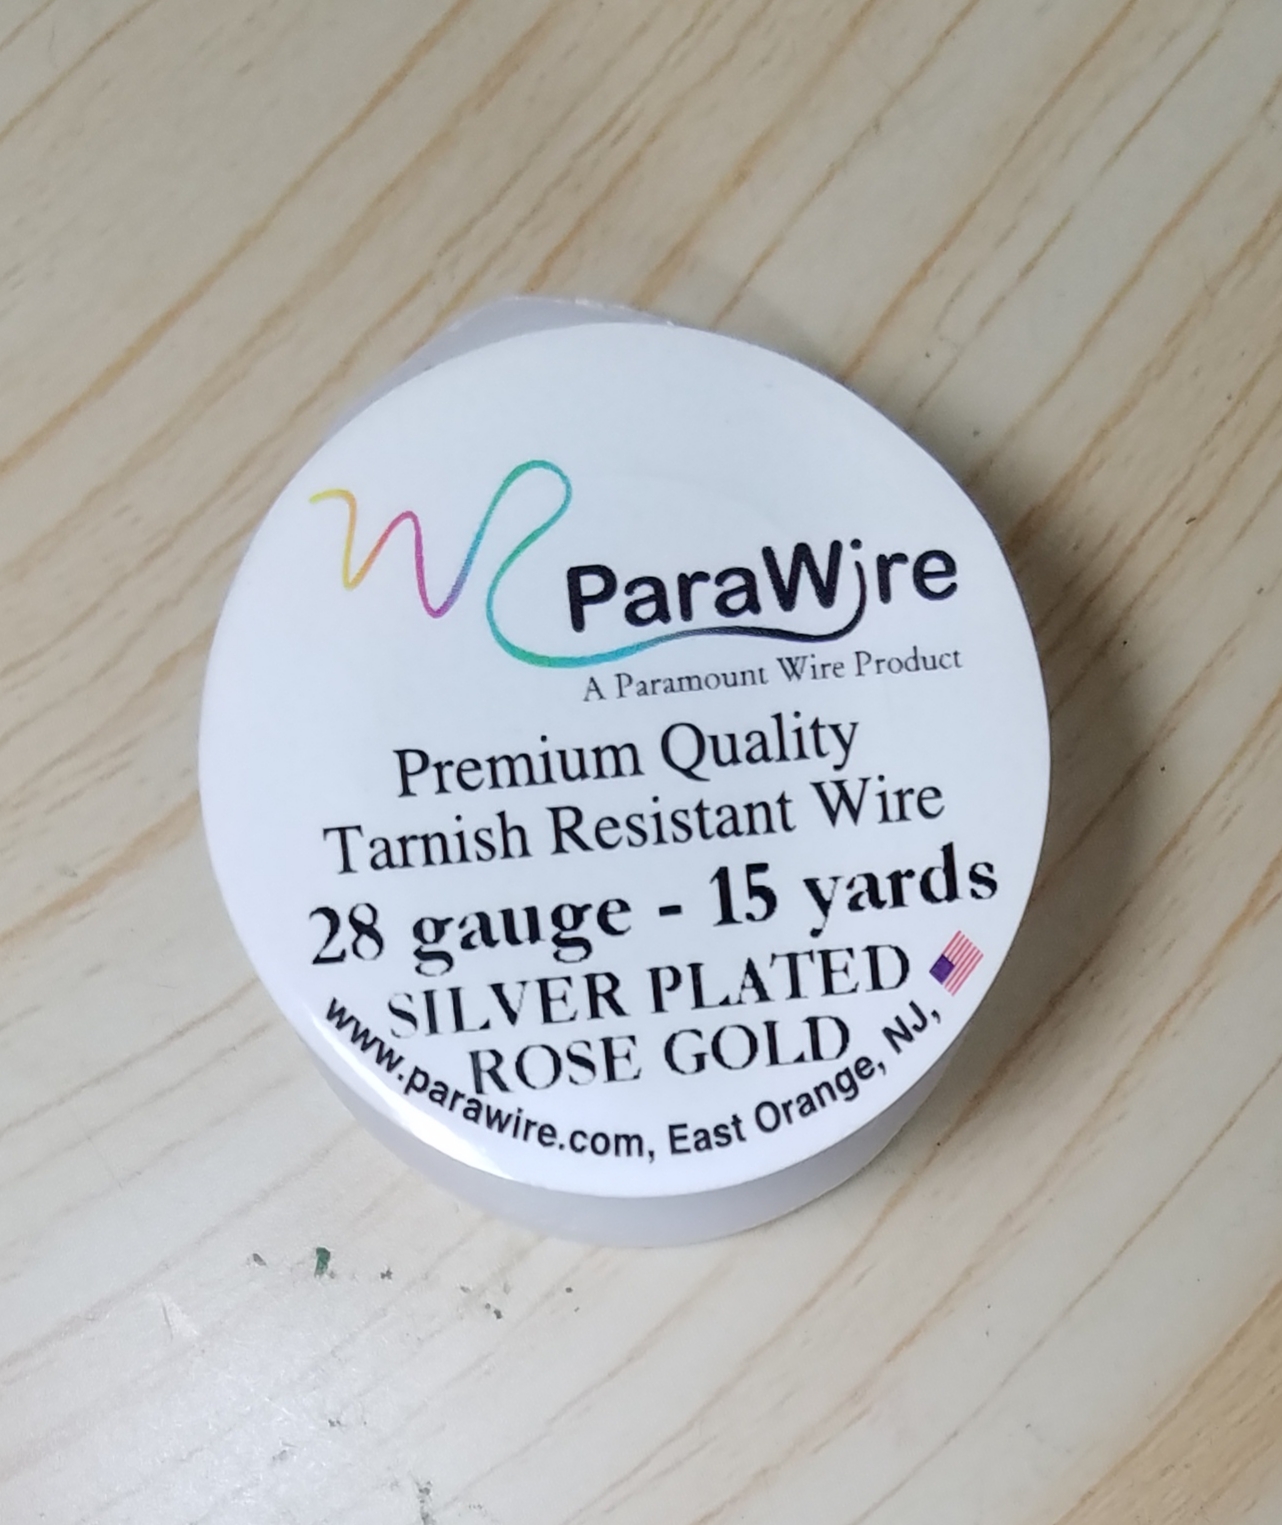 ParaWire
A Paramount Wire Product
Premium Quality
Tarnish Resistant Wire
28 gauge - 15 yards
SILVER PLATED
ROSE GOLD
www.parawire.com, East Orange, NJ,